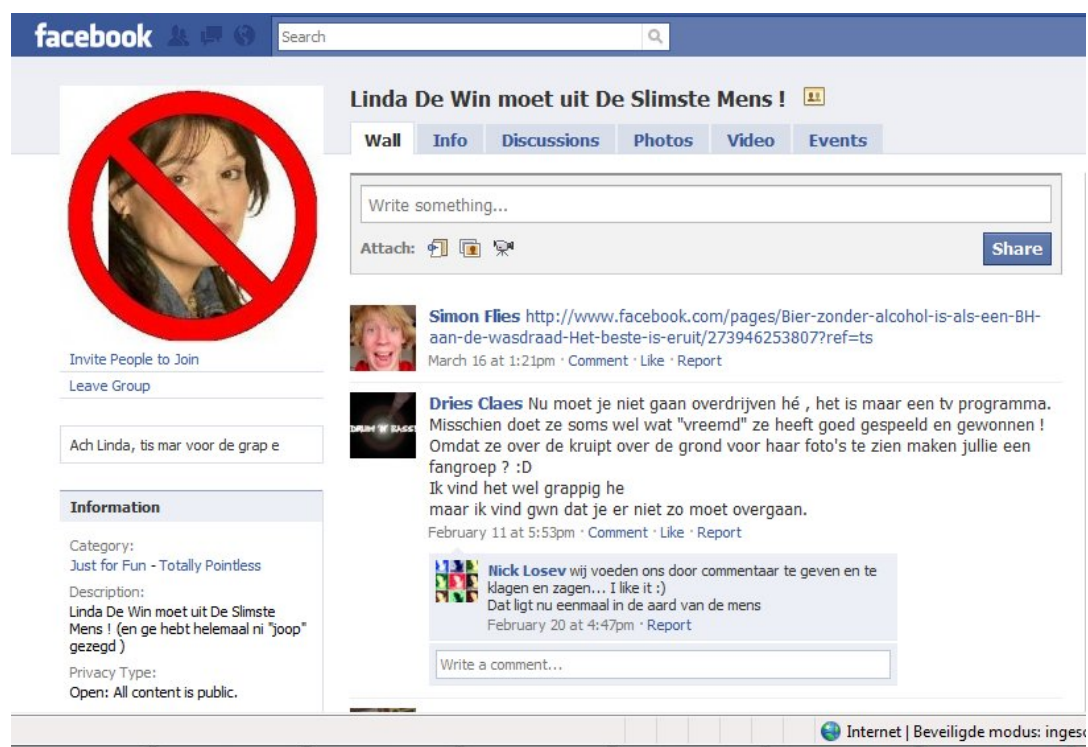 facebook
Search
Linda De Win moet uit De Slimste Mens !
Wall Info Discussions Photos Video Events
Write something...
Attach:
Share
Invite People to Join
Leave Group
Ach Linda, tis mar voor de grap e
Information
Category:
Just for Fun - Totally Pointless
Description:
Linda De Win moet uit De Slimste
Mens ! (en ge hebt helemaal ni "joop"
gezegd )
Privacy Type:
Open: All content is public.
Simon Flies http://www.facebook.com/pages/Bier-zonder-alcohol-is-als-een-BH-
aan-de-wasdraad-Het-beste-is-eruit/273946253807?ref=ts
March 16 at 1:21pm · Comment · Like · Report
DRUM 'N' BASS!
Dries Claes Nu moet je niet gaan overdrijven hé , het is maar een tv programma.
Misschien doet ze soms wel wat "vreemd" ze heeft goed gespeeld en gewonnen !
Omdat ze over de kruipt over de grond voor haar foto's te zien maken jullie een
fangroep ? :D
Ik vind het wel grappig he
maar ik vind gwn dat je er niet zo moet overgaan.
February 11 at 5:53pm · Comment · Like · Report
Nick Losev wij voeden ons door commentaar te geven en te
klagen en zagen... I like it :)
Dat ligt nu eenmaal in de aard van de mens
February 20 at 4:47pm · Report
Write a comment...
Internet | Beveiligde modus: